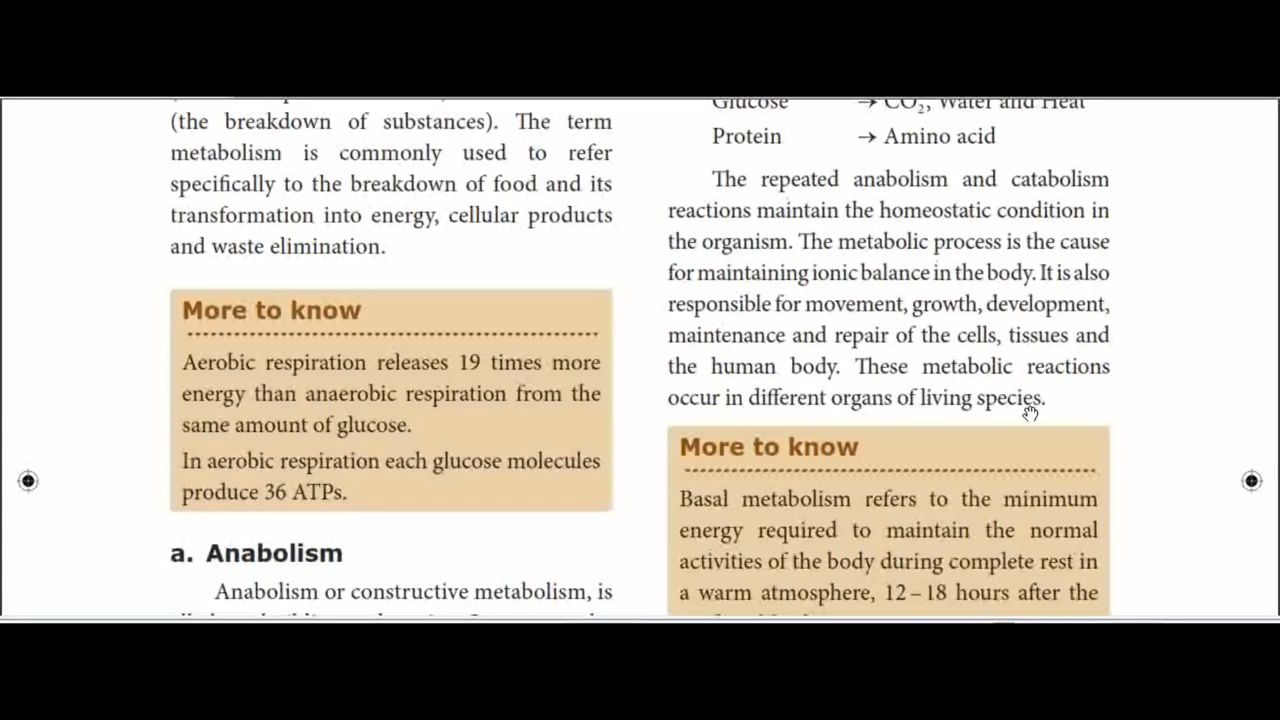 (the breakdown of substances). The term
metabolism is commonly used to refer
specifically to the breakdown of food and its
transformation into energy, cellular products
and waste elimination.
More to know
Aerobic respiration releases 19 times more
energy than anaerobic respiration from the
same amount of glucose.
In aerobic respiration each glucose molecules
produce 36 ATPs.
a. Anabolism
Anabolism or constructive metabolism, is
Glucose → CO₂, Water and Heat
Protein → Amino acid
The repeated anabolism and catabolism
reactions maintain the homeostatic condition in
the organism. The metabolic process is the cause
for maintaining ionic balance in the body. It is also
responsible for movement, growth, development,
maintenance and repair of the cells, tissues and
the human body. These metabolic reactions
occur in different organs of living species.
More to know
Basal metabolism refers to the minimum
energy required to maintain the normal
activities of the body during complete rest in
a warm atmosphere, 12–18 hours after the